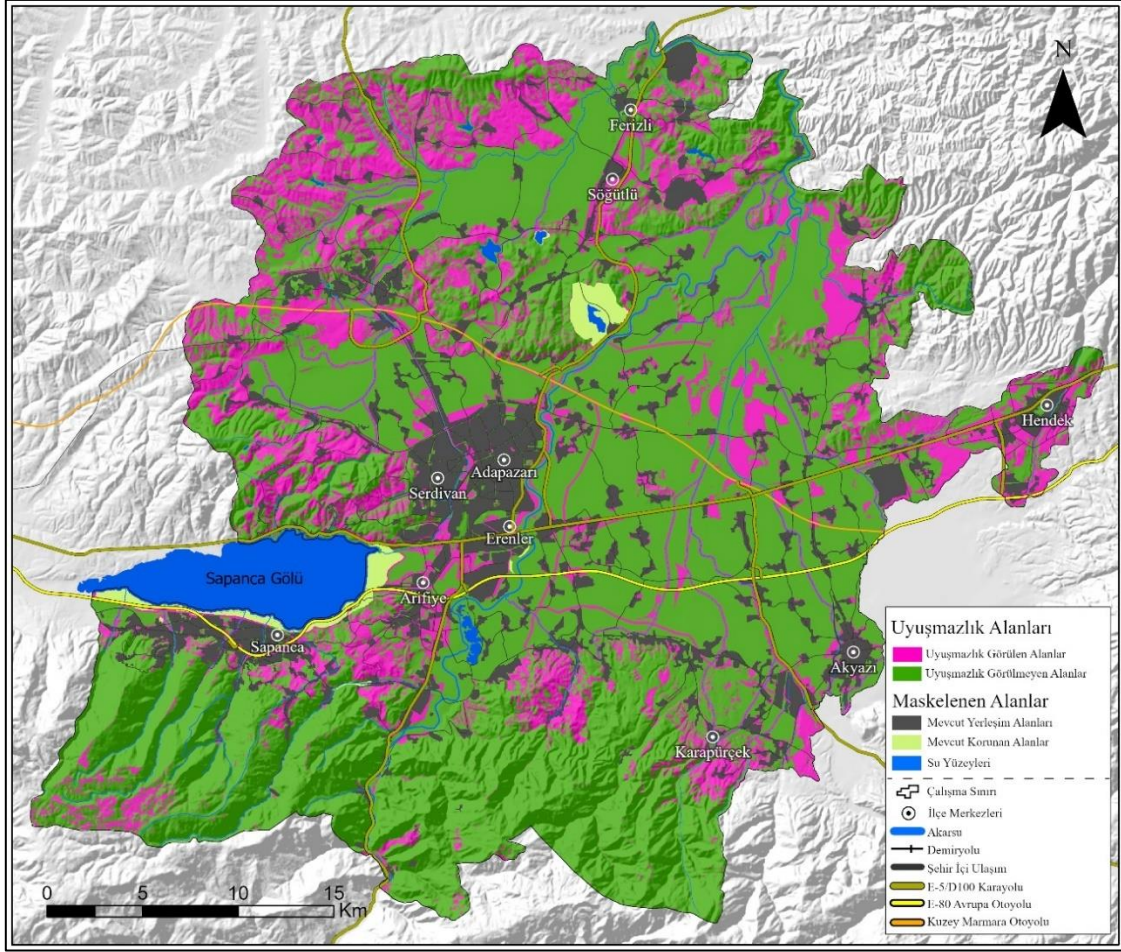 N
Ferizli
Söğütlü
Hendek
Adapazarı
Serdivan
Erenler
Sapanca Gölü
Arifiye
Sapanca
Akyazı
Karapürçek
0 5 10 15
Km
Uyuşmazlık Alanları
Uyuşmazlık Görülen Alanlar
Uyuşmazlık Görülmeyen Alanlar
Maskelenen Alanlar
Mevcut Yerleşim Alanları
Mevcut Korunan Alanlar
Su Yüzeyleri
Çalışma Sınırı
İlçe Merkezleri
Akarsu
Demiryolu
Şehir İçi Ulaşım
E-5/D100 Karayolu
E-80 Avrupa Otoyolu
Kuzey Marmara Otoyolu